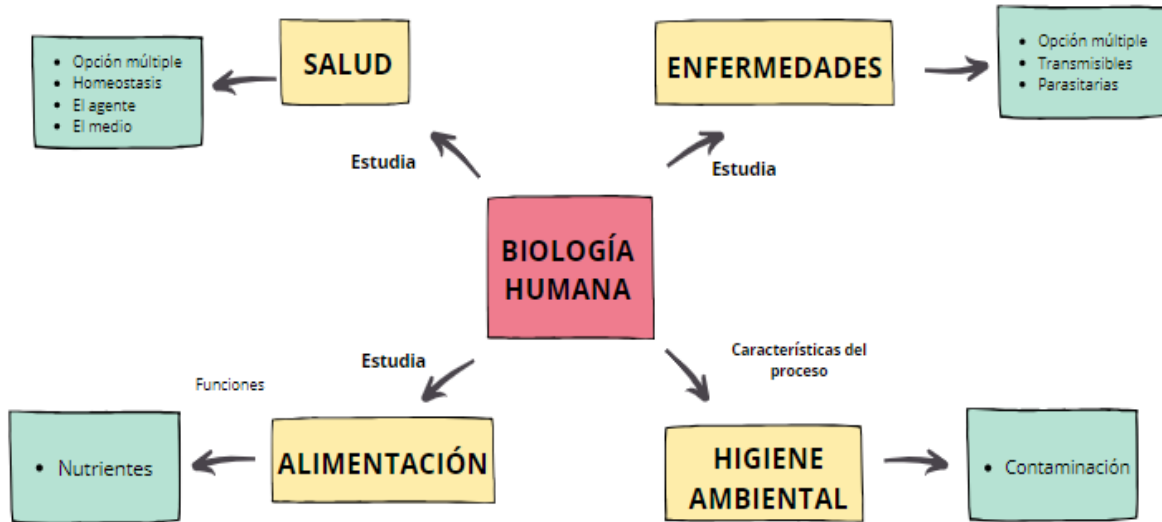 SALUD
• Opción múltiple
• Homeostasis
• El agente
• El medio
ENFERMEDADES
• Opción múltiple
• Transmisibles
• Parasitarias
Estudia
Estudia
BIOLOGÍA
HUMANA
Estudia
Características del
proceso
Funciones
• Nutrientes
ALIMENTACIÓN
HIGIENE
AMBIENTAL
• Contaminación